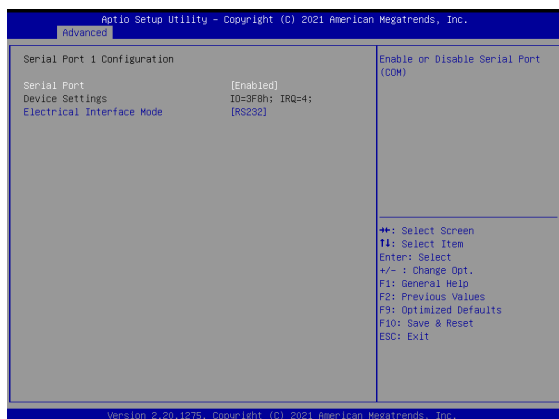 Aptio Setup Utility – Copyright (C) 2021 American Megatrends, Inc.
Advanced
Serial Port 1 Configuration
Serial Port [Enabled]
Device Settings IO=3F8h; IRQ=4;
Electrical Interface Mode [RS232]
Enable or Disable Serial Port
(COM)
→←: Select Screen
↑↓: Select Item
Enter: Select
+/- : Change Opt.
F1: General Help
F2: Previous Values
F9: Optimized Defaults
F10: Save & Reset
ESC: Exit
Version 2.20.1275. Copyright (C) 2021 American Megatrends, Inc.